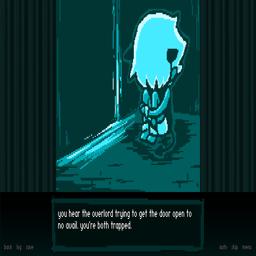 you hear the overlord trying to get the door open to
no avail. you're both trapped.
back log save
auto skip menu